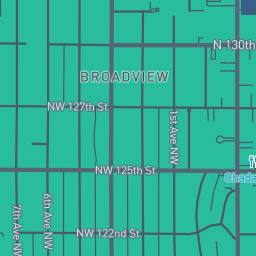 N 130th
BROADVIEW
NW 127th St
1st Ave NW
NW 125th St
Chada
6th Ave NW
7th Ave NW
NW 122nd St